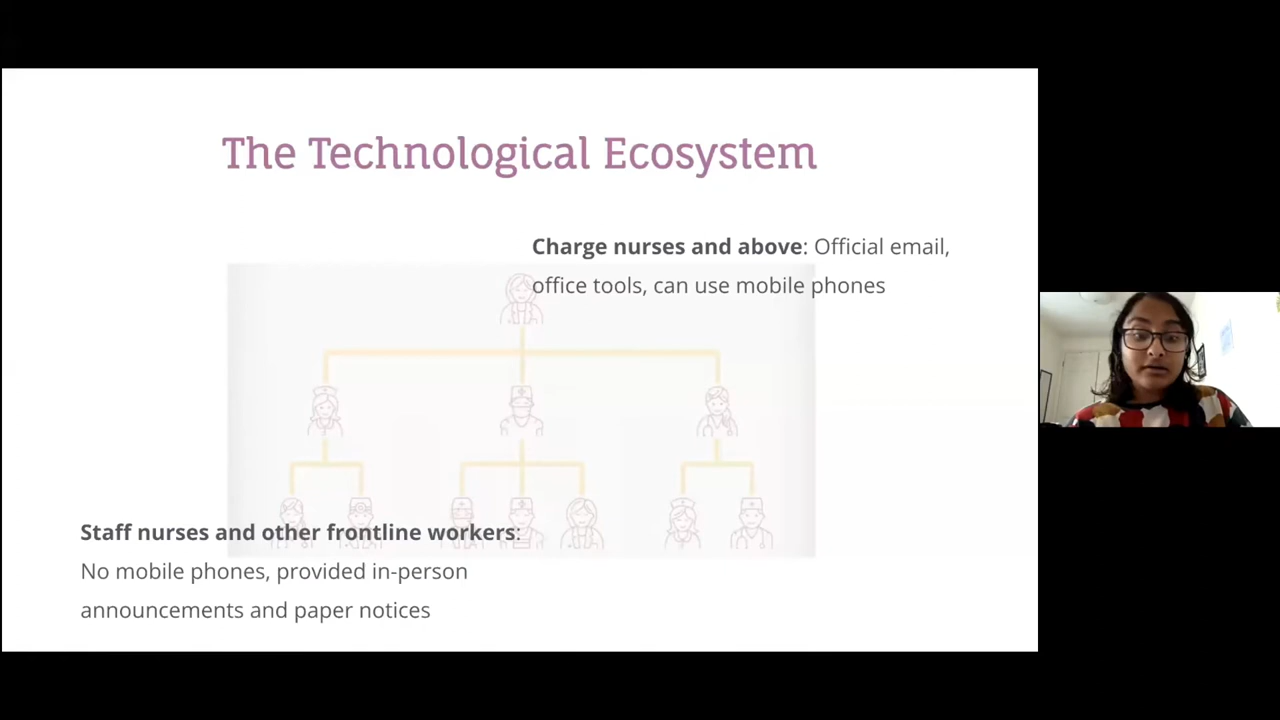 The Technological Ecosystem
Charge nurses and above: Official email,
office tools, can use mobile phones
Staff nurses and other frontline workers:
No mobile phones, provided in-person
announcements and paper notices